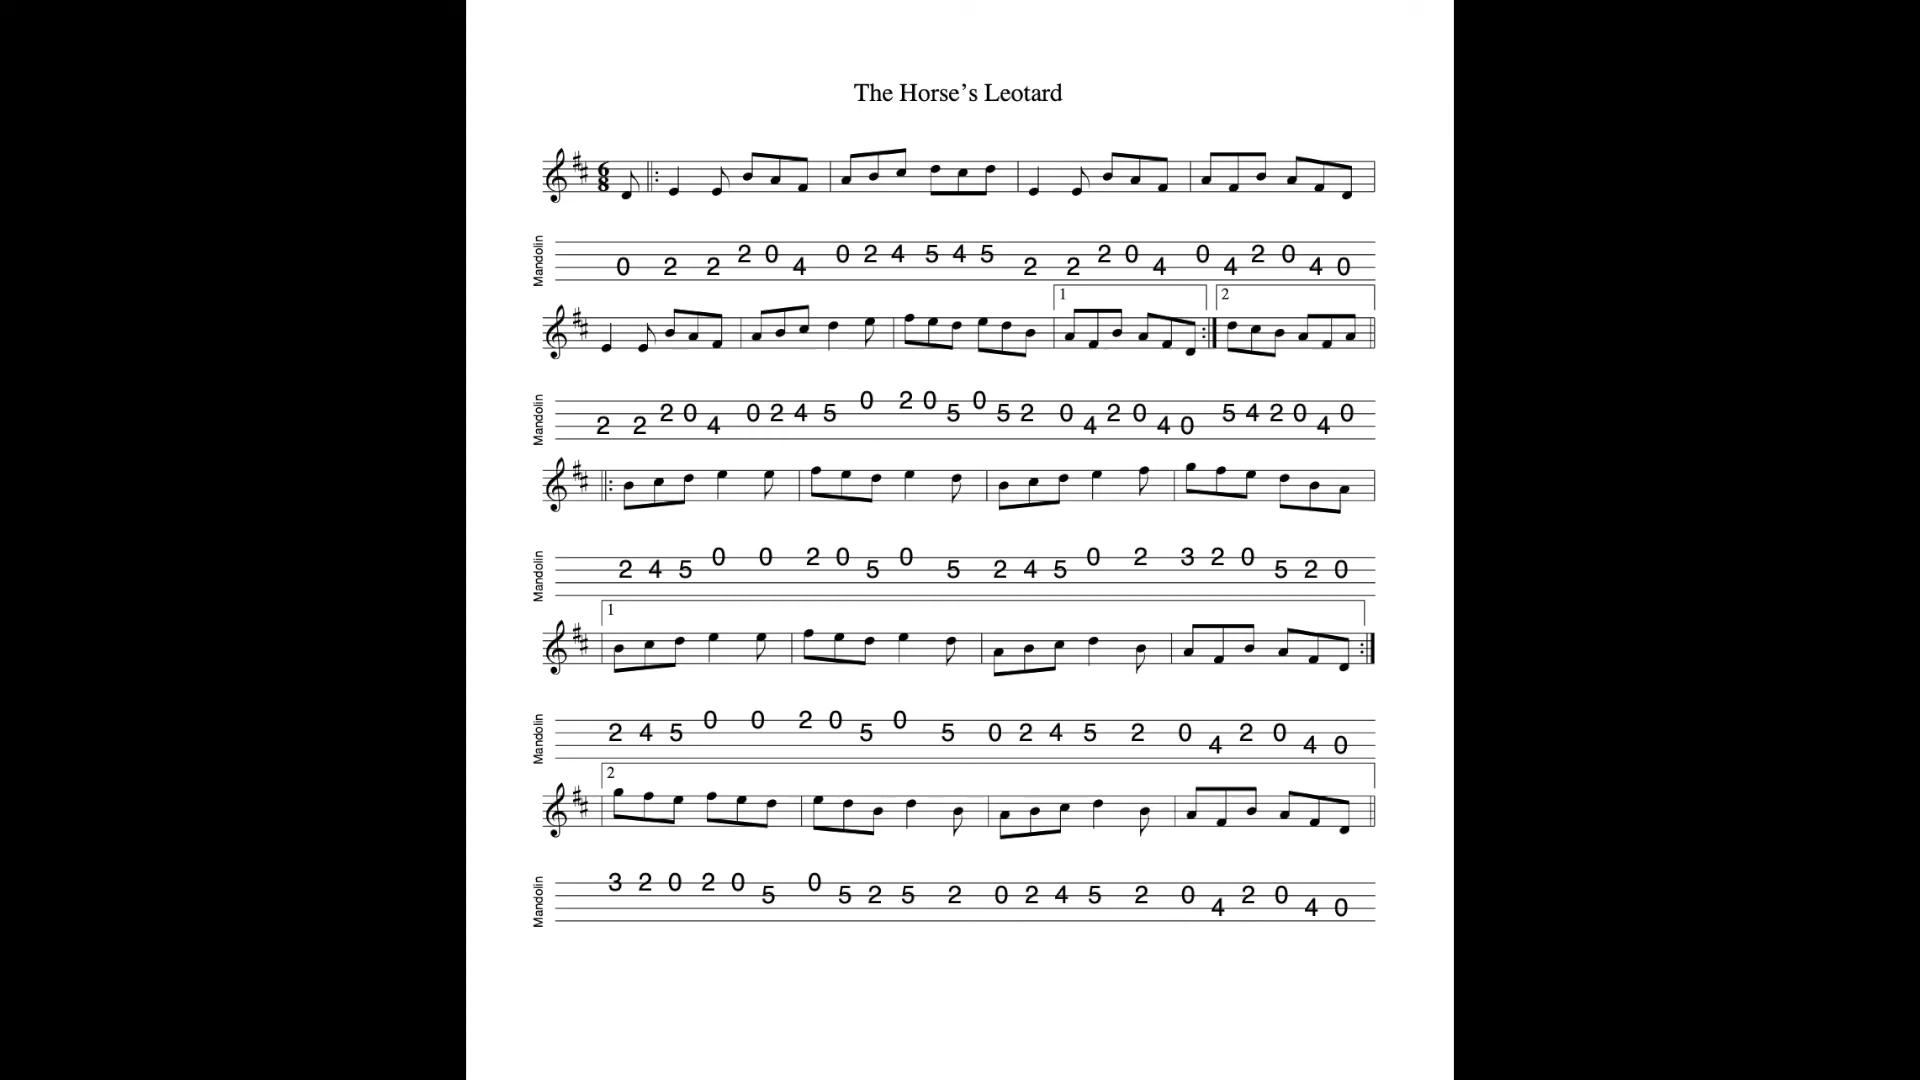 The Horse’s Leotard
6
8
Mandolin
0 2 2 2 0 4 0 2 4 5 4 5 2 2 2 0 4 0 4 2 0 4 0
1 2
Mandolin
2 2 2 0 4 0 2 4 5 0 2 0 5 0 5 2 0 4 2 0 4 0 5 4 2 0 4 0
Mandolin
2 4 5 0 0 2 0 5 0 5 2 4 5 0 2 3 2 0 5 2 0
1
Mandolin
2 4 5 0 0 2 0 5 0 5 0 2 4 5 2 0 4 2 0 4 0
2
Mandolin
3 2 0 2 0 5 0 5 2 5 2 0 2 4 5 2 0 4 2 0 4 0